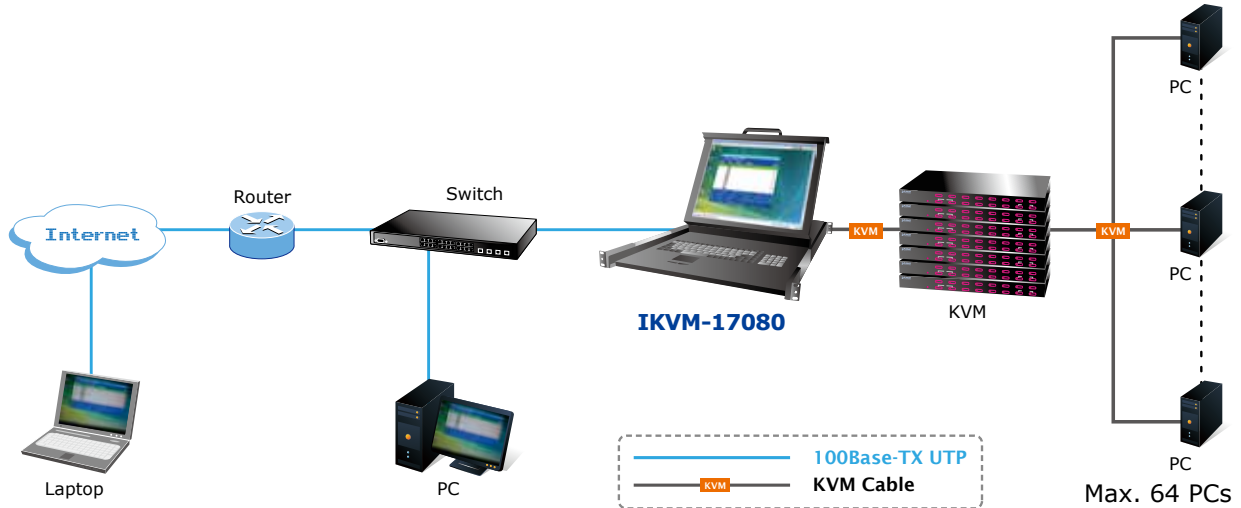 PC
Router
Switch
Internet
KVM
KVM
PC
IKVM-17080
KVM
Laptop
PC
100Base-TX UTP
KVM
KVM Cable
PC
Max. 64 PCs